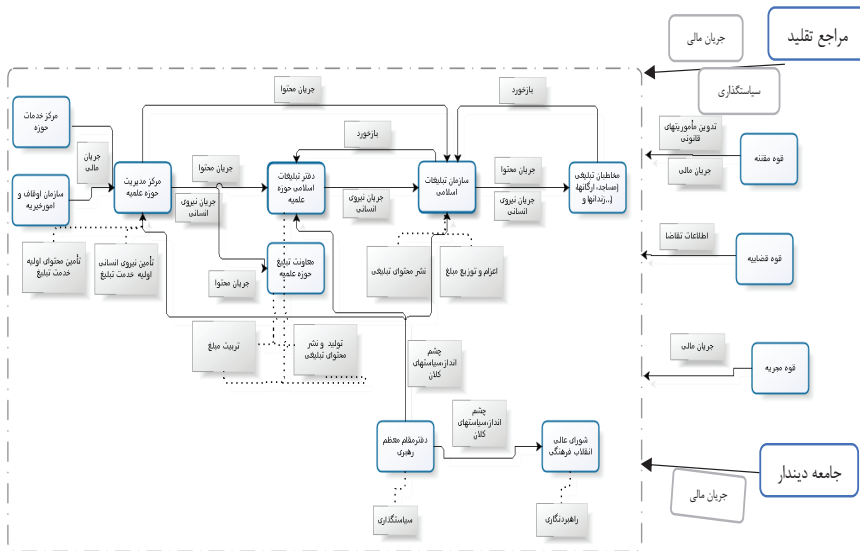 مراجع تقلید
جریان مالی
سیاستگذاری
جریان محتوا
بازخورد
مرکز خدمات
حوزه
جریان
مالی
بازخورد
تدوین مأموریتهای
قانونی
جریان مالی
قوه مقننه
سازمان اوقاف و
امورخیریه
مرکز مدیریت
حوزه علمیه
جریان محتوا
جریان نیروی
انسانی
دفتر تبلیغات
اسلامی حوزه
علمیه
جریان نیروی
انسانی
سازمان تبلیغات
اسلامی
جریان محتوا
جریان نیروی
انسانی
مخاطبان تبلیغی
(مساجد، ارگانها،
زندانها و...)
تأمین محتوای اولیه
خدمت تبلیغ
تأمین نیروی انسانی
اولیه خدمت تبلیغ
جریان محتوا
معاونت تبلیغ
حوزه علمیه
نشر محتوای تبلیغی
اعزام و توزیع مبلغ
اطلاعات تقاضا
قوه قضاییه
تربیت مبلغ
تولید و نشر
محتوای تبلیغی
چشم
انداز،سیاستهای
کلان
جریان مالی
قوه مجریه
دفترمقام معظم
رهبری
چشم
انداز،سیاستهای
کلان
شورای عالی
انقلاب فرهنگی
جامعه دیندار
جریان مالی
سیاستگذاری
راهبردنگاری